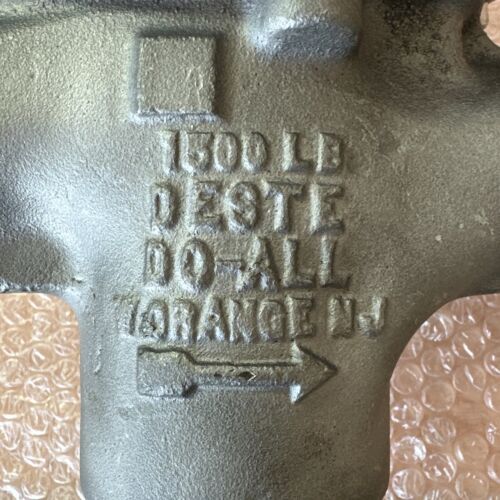 1500 LB
DESTE
DO-ALL
ORANGE NJ